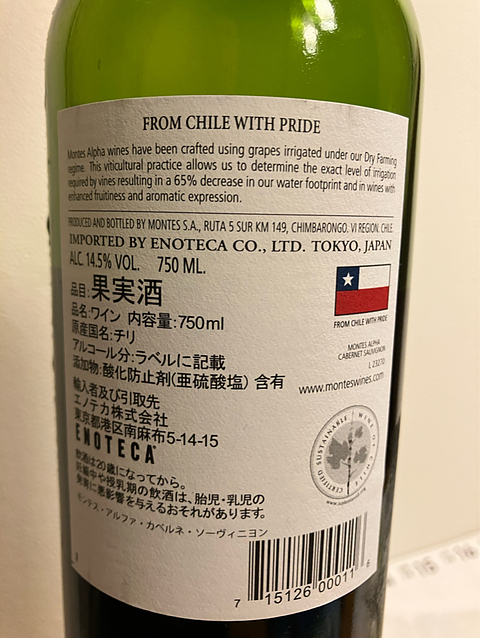 FROM CHILE WITH PRIDE
Montes Alpha wines have been crafted using grapes irrigated under our Dry Farming
regime. This viticultural practice allows us to determine the exact level of irrigation
required by vines resulting in a 65% decrease in our water footprint and in wines with
enhanced fruitiness and aromatic expression.
PRODUCED AND BOTTLED BY MONTES S.A., RUTA 5 SUR KM 149, CHIMBARONGO. VI REGION. CHILE.
IMPORTED BY ENOTECA CO., LTD. TOKYO, JAPAN
ALC. 14.5% VOL. 750 ML.
品目:果実酒
品名:ワイン 内容量:750ml
原産国名:チリ
アルコール分:ラベルに記載
添加物:酸化防止剤(亜硫酸塩) 含有
輸入者及び引取先
エノテカ株式会社
東京都港区南麻布5-14-15
ENOTECA
飲酒は20歳になってから。
妊娠中や授乳期の飲酒は、胎児・乳児の
発育に悪影響を与えるおそれがあります。
モンテス・アルファ・カベルネ・ソーヴィニヨン
FROM CHILE WITH PRIDE
MONTES ALPHA
CABERNET SAUVIGNON
L 23270
www.monteswines.com
CERTIFIED SUSTAINABLE WINE OF CHILE
7 15126 00011 6